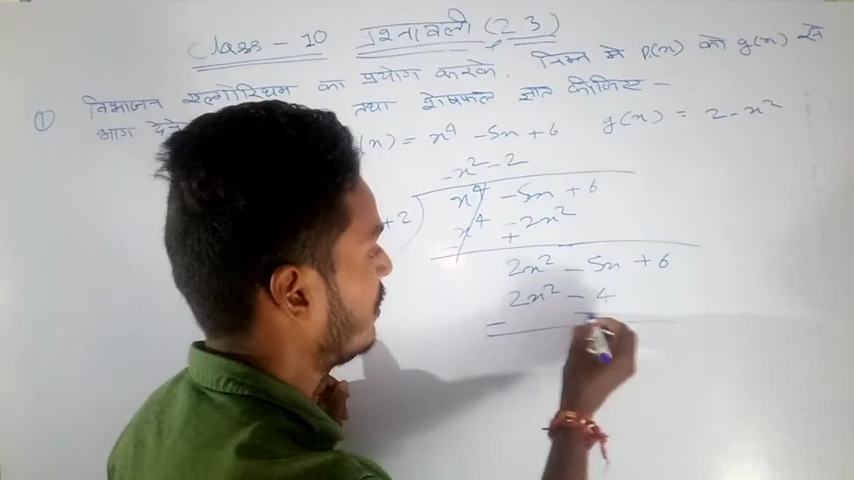 Class - 10 प्रश्नावली (2.3)
① विभाजन एल्गोरिथम का प्रयोग करके, निम्न में p(x) को g(x) से
भाग देने तथा शेषफल ज्ञात कीजिए -
(x) = x⁴ - 5x + 6 g(x) = 2 - x²
-x² - 2
+2 ) x⁴ - 5x + 6
x⁴ - 2x²
- +
2x² - 5x + 6
2x² - 4
-